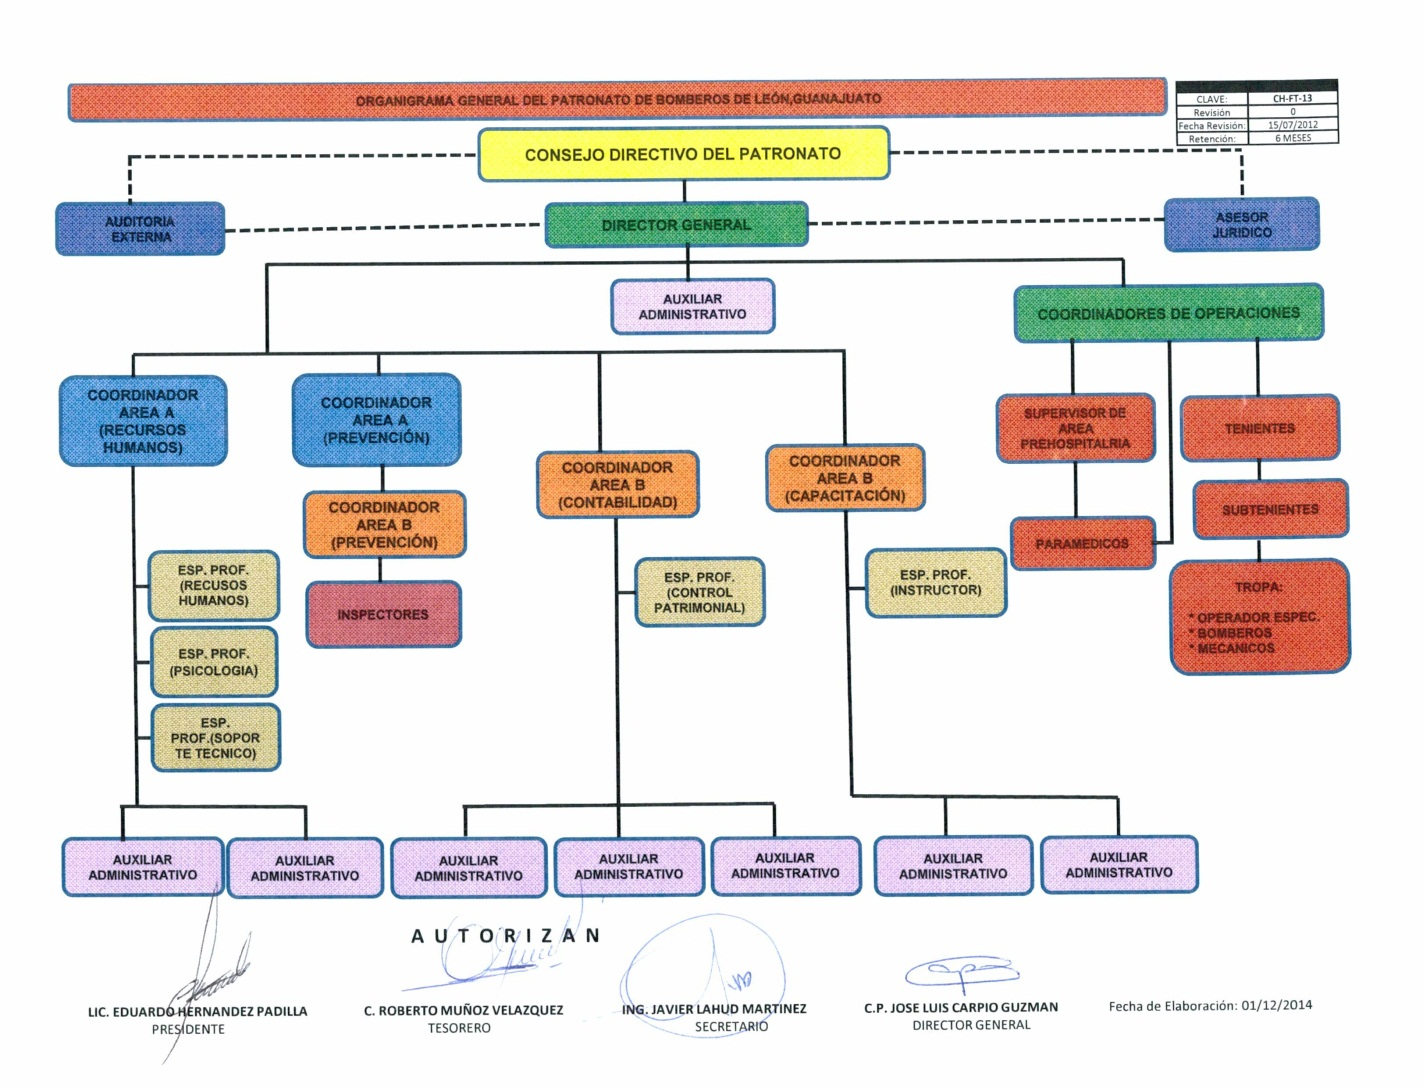 ORGANIGRAMA GENERAL DEL PATRONATO DE BOMBEROS DE LEÓN,GUANAJUATO
CLAVE: CH-FT-13
Revisión 0
Fecha Revisión: 15/07/2012
Retención: 6 MESES
CONSEJO DIRECTIVO DEL PATRONATO
AUDITORIA
EXTERNA
DIRECTOR GENERAL
ASESOR
JURIDICO
AUXILIAR
ADMINISTRATIVO
COORDINADORES DE OPERACIONES
COORDINADOR
AREA A
(RECURSOS
HUMANOS)
COORDINADOR
AREA A
(PREVENCIÓN)
COORDINADOR
AREA B
(PREVENCIÓN)
INSPECTORES
COORDINADOR
AREA B
(CONTABILIDAD)
COORDINADOR
AREA B
(CAPACITACIÓN)
SUPERVISOR DE
AREA
PREHOSPITALRIA
PARAMEDICOS
TENIENTES
SUBTENIENTES
TROPA:
* OPERADOR ESPEC.
* BOMBEROS
* MECANICOS
ESP. PROF.
(RECUSOS
HUMANOS)
ESP. PROF.
(PSICOLOGIA)
ESP.
PROF.(SOPOR
TE TECNICO)
ESP. PROF.
(CONTROL
PATRIMONIAL)
ESP. PROF.
(INSTRUCTOR)
AUXILIAR
ADMINISTRATIVO
AUXILIAR
ADMINISTRATIVO
AUXILIAR
ADMINISTRATIVO
AUXILIAR
ADMINISTRATIVO
AUXILIAR
ADMINISTRATIVO
AUXILIAR
ADMINISTRATIVO
AUXILIAR
ADMINISTRATIVO
A U T O R I Z A N
LIC. EDUARDO HERNANDEZ PADILLA
PRESIDENTE
C. ROBERTO MUÑOZ VELAZQUEZ
TESORERO
ING. JAVIER LAHUD MARTINEZ
SECRETARIO
C.P. JOSE LUIS CARPIO GUZMAN
DIRECTOR GENERAL
Fecha de Elaboración: 01/12/2014